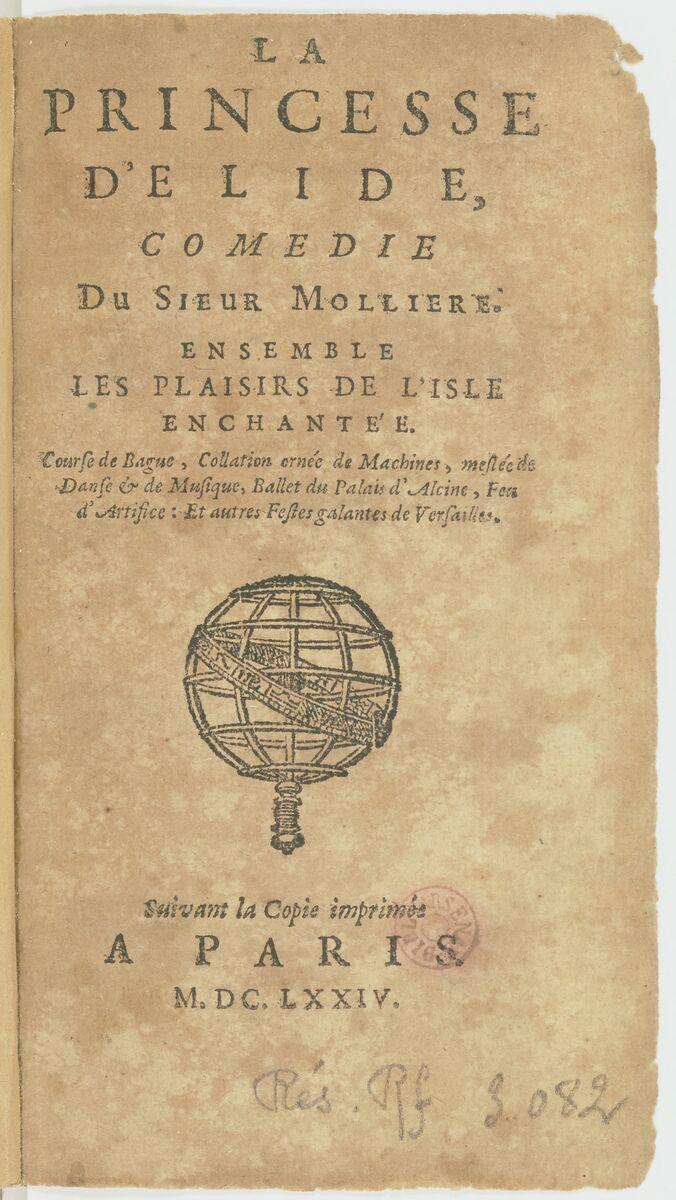 LA
PRINCESSE
D'ELIDE,
COMEDIE
DU SIEUR MOLLIERE.
ENSEMBLE
LES PLAISIRS DE L'ISLE
ENCHANTE'E.
Courſe de Bague, Collation ornée de Machines, meſlée de
Danſe & de Muſique, Ballet du Palais d'Alcine, Feu
d'Artifice : Et autres Feſtes galantes de Verſailles.
Suivant la Copie imprimée
A PARIS
M. DC. LXXIV.
Rés. Rf 3.082